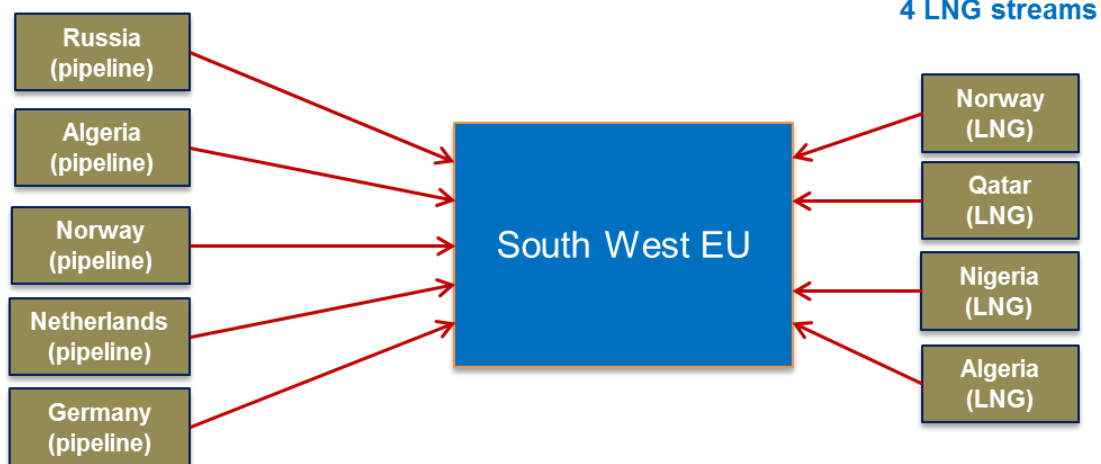 4 LNG streams
Russia
(pipeline)
Algeria
(pipeline)
Norway
(pipeline)
Netherlands
(pipeline)
Germany
(pipeline)
South West EU
Norway
(LNG)
Qatar
(LNG)
Nigeria
(LNG)
Algeria
(LNG)